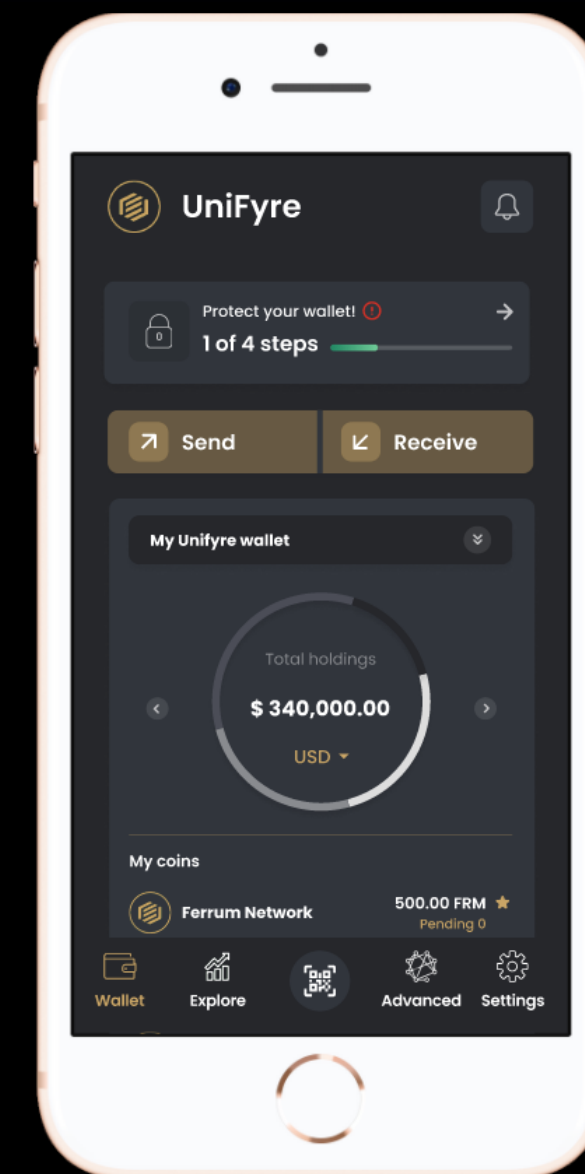 UniFyre
Protect your wallet!
1 of 4 steps
Send
Receive
My Unifyre wallet
Total holdings
$ 340,000.00
USD
My coins
Ferrum Network
500.00 FRM
Pending 0
Wallet
Explore
Advanced
Settings